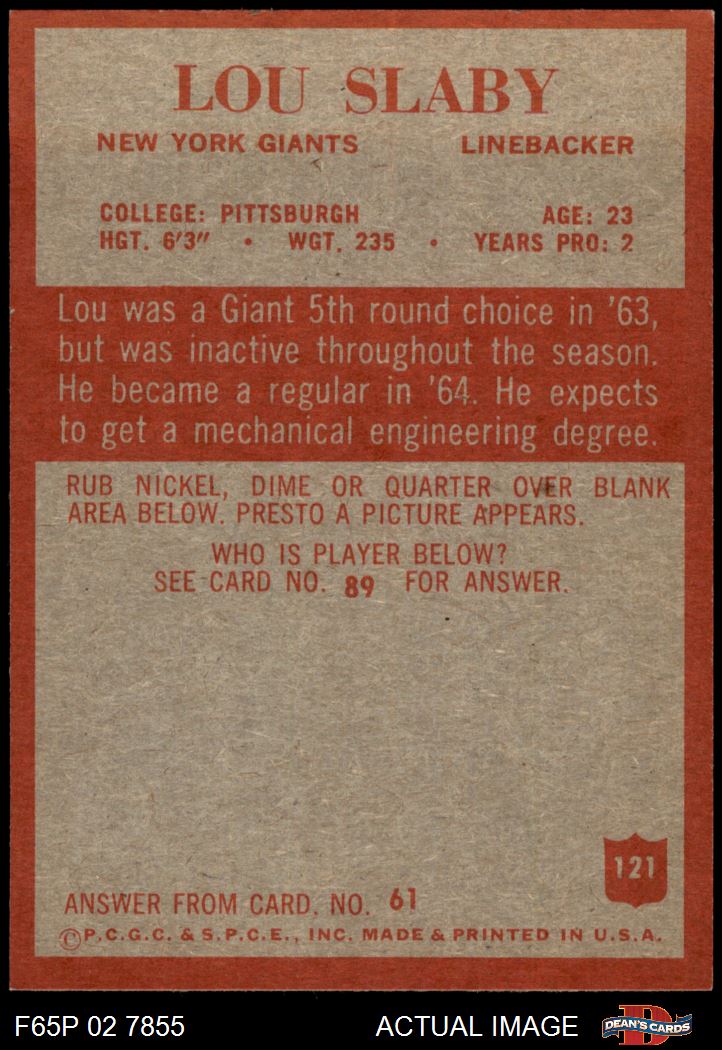 LOU SLABY
NEW YORK GIANTS LINEBACKER
COLLEGE: PITTSBURGH AGE: 23
HGT. 6'3" • WGT. 235 • YEARS PRO: 2
Lou was a Giant 5th round choice in '63,
but was inactive throughout the season.
He became a regular in '64. He expects
to get a mechanical engineering degree.
RUB NICKEL, DIME OR QUARTER OVER BLANK
AREA BELOW. PRESTO A PICTURE APPEARS.
WHO IS PLAYER BELOW?
SEE CARD NO. 89 FOR ANSWER.
121
ANSWER FROM CARD. NO. 61
©P.C.G.C. & S.P.C.E., INC. MADE & PRINTED IN U.S.A.
F65P 02 7855 ACTUAL IMAGE D DEAN'S CARDS